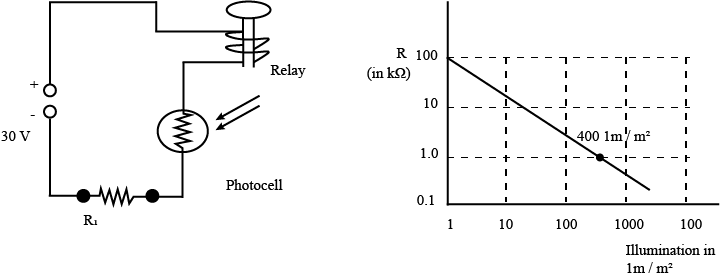 Relay
+
-
30 V
Photocell
R₁
R
(in kΩ)
100
10
1.0
0.1
400 1m / m²
1 10 100 1000 100
Illumination in
1m / m²